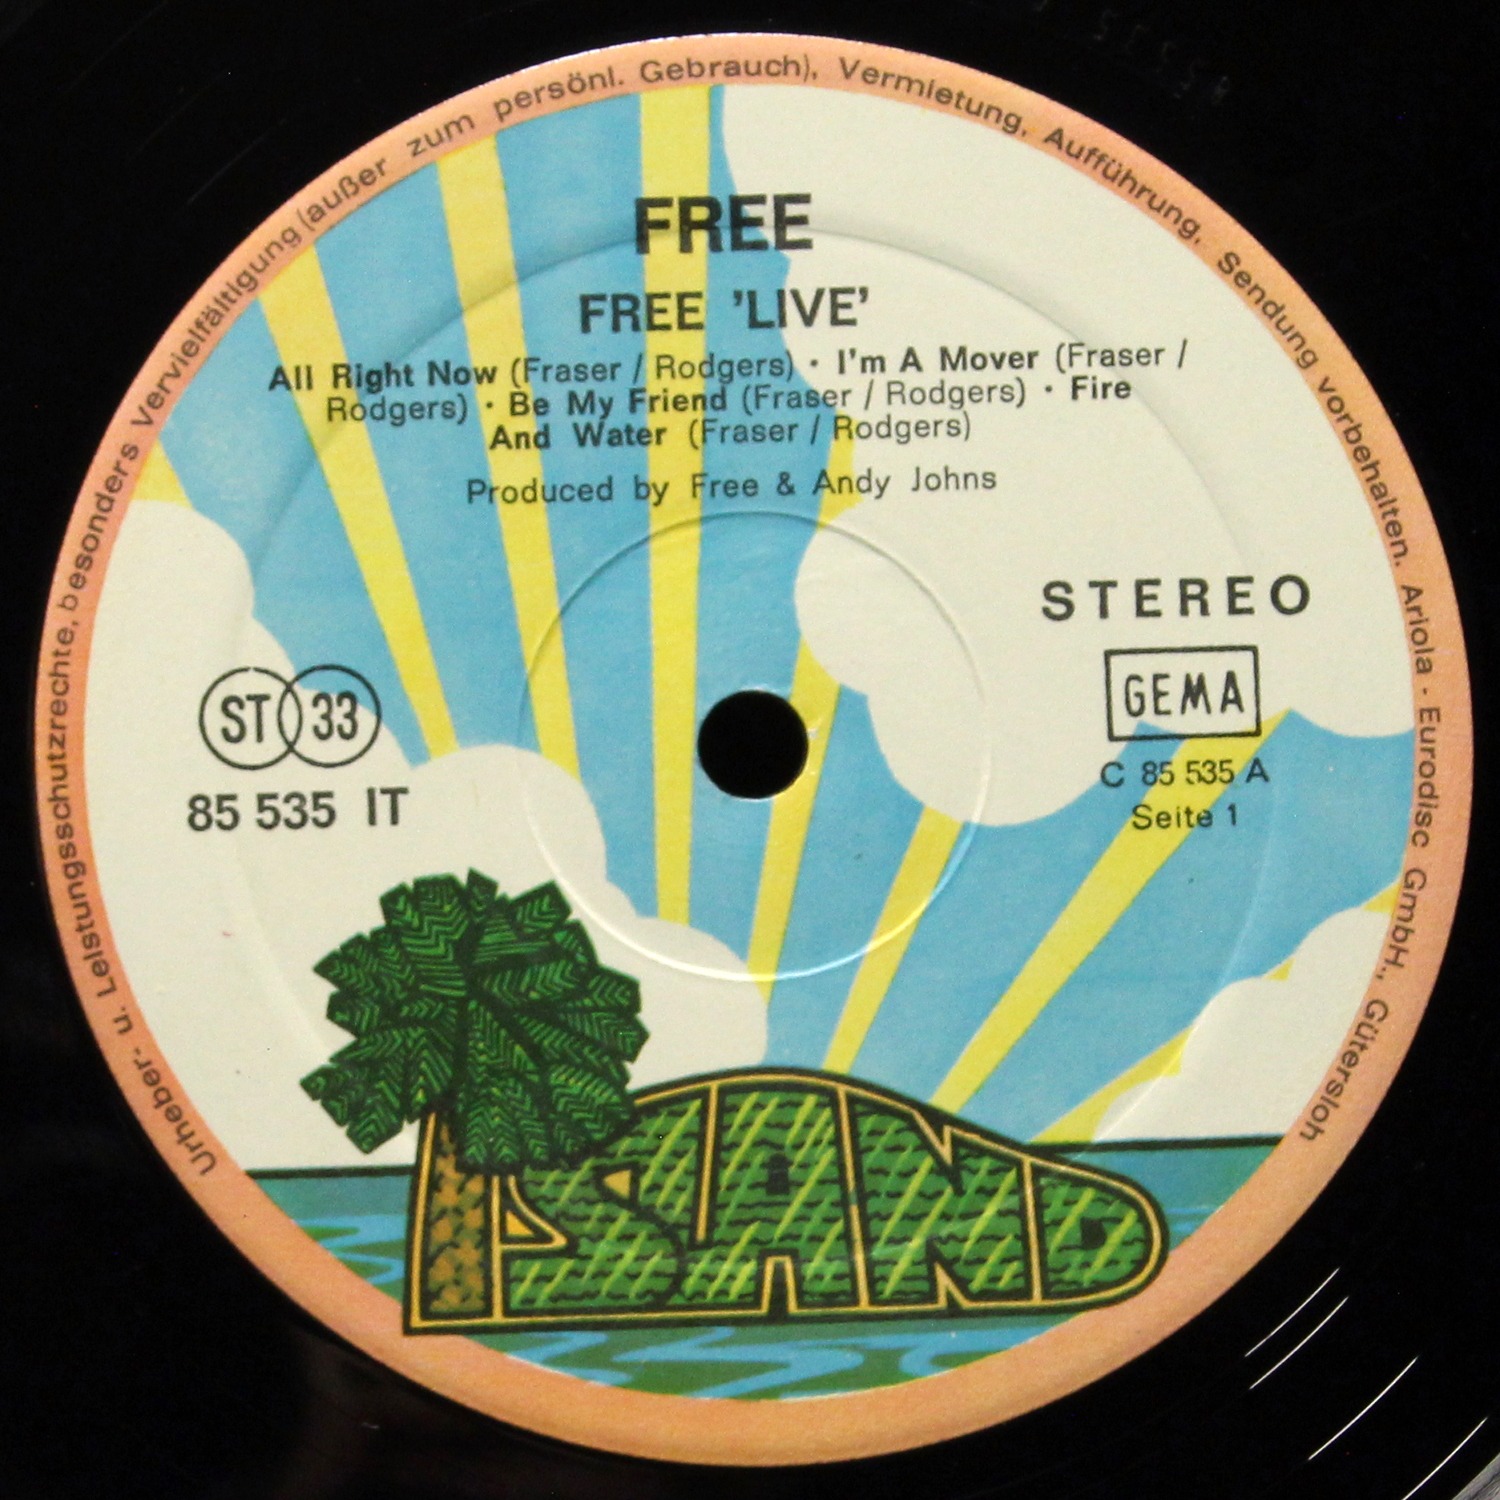 Urheber- u. Leistungsschutzrechte, besonders Vervielfältigung (außer zum persönl. Gebrauch), Vermietung, Aufführung, Sendung vorbehalten. Ariola - Eurodisc GmbH., Gütersloh
FREE
FREE 'LIVE'
All Right Now (Fraser / Rodgers) · I'm A Mover (Fraser /
Rodgers) · Be My Friend (Fraser / Rodgers) · Fire
And Water (Fraser / Rodgers)
Produced by Free & Andy Johns
STEREO
ST 33
GEMA
85 535 IT
C 85 535 A
Seite 1
ISLAND